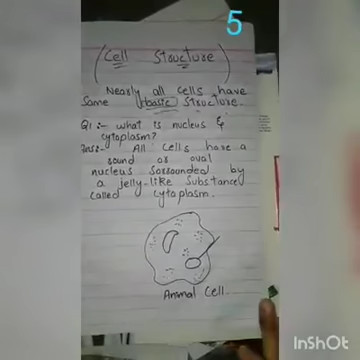 5
(Cell Structure)
Nearly all cells have
Same basic structure.
Q1:- what is nucleus &
cytoplasm?
Ans:- All cells have a
round or oval
nucleus sorrounded by
a jelly-like substance
called cytoplasm.
Animal Cell.
InShOt